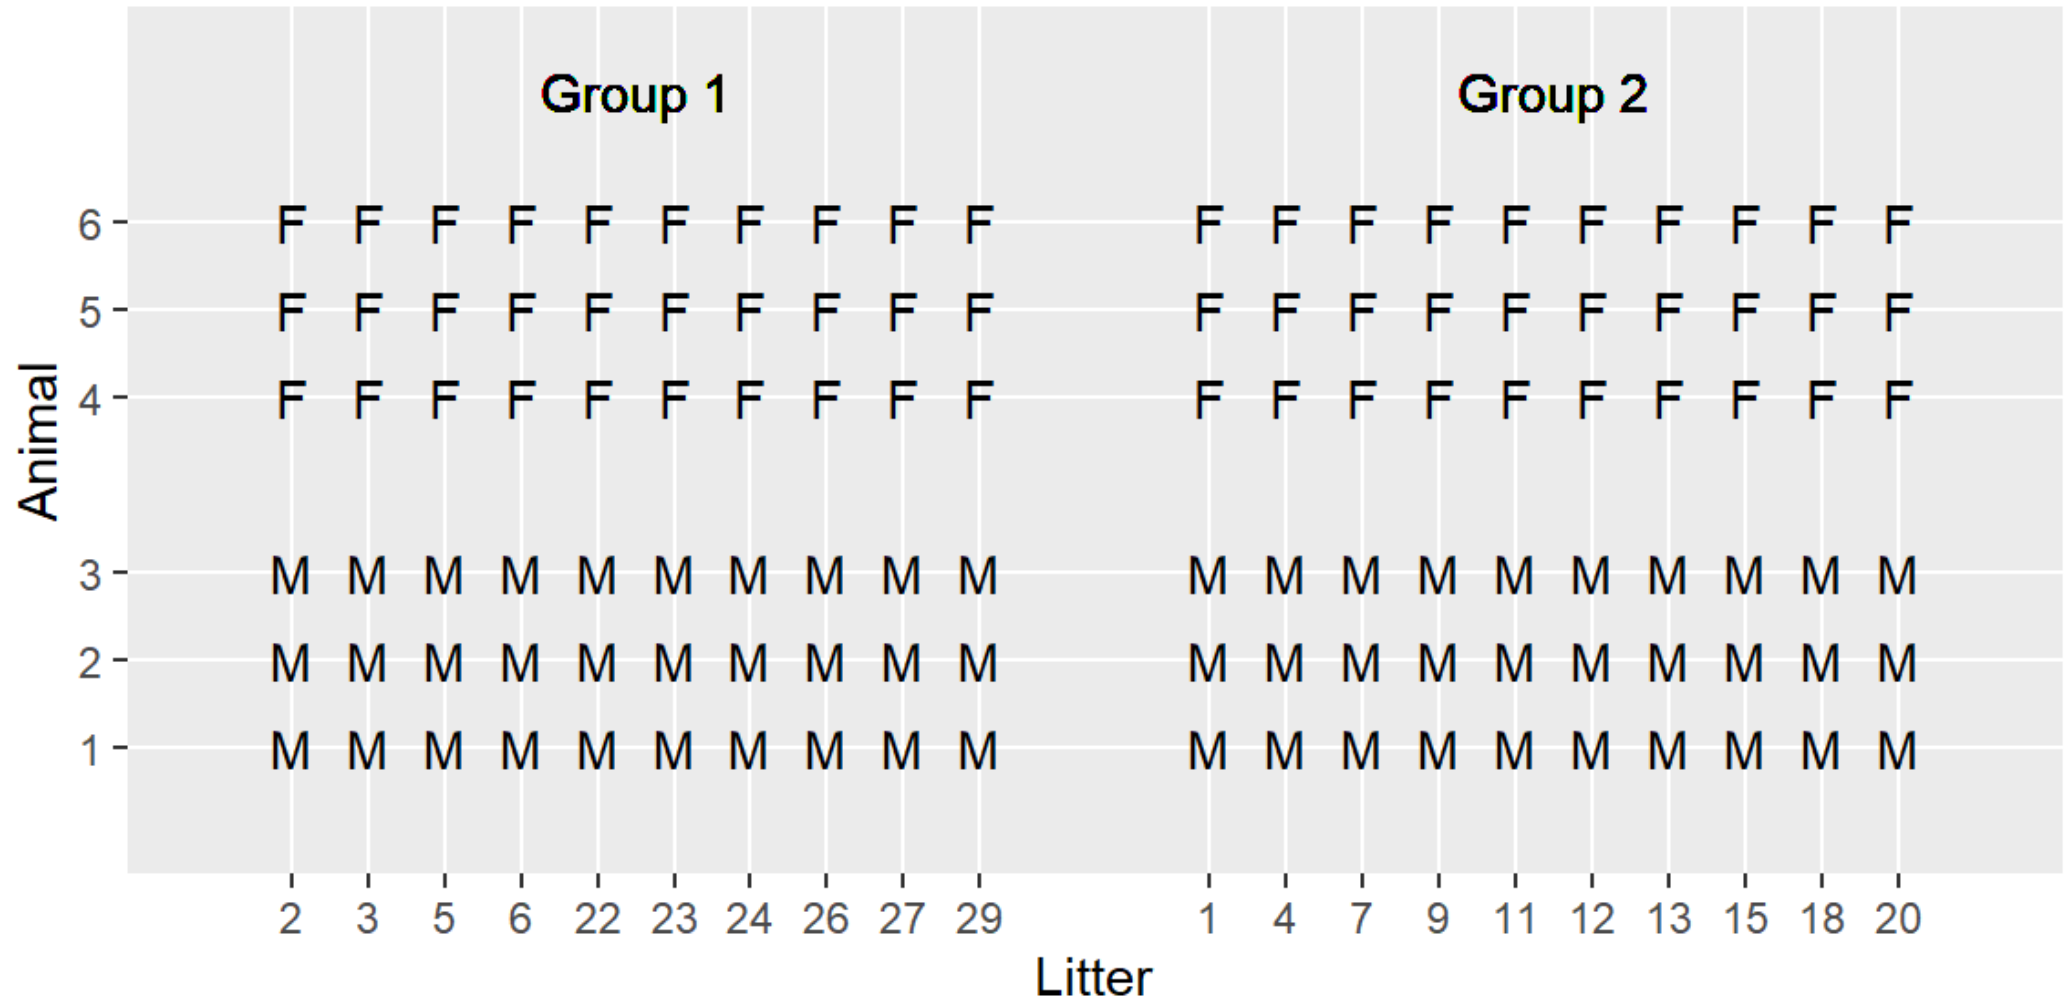 Group 1 Group 2
6 F F F F F F F F F F F F F F F F F F F F
5 F F F F F F F F F F F F F F F F F F F F
4 F F F F F F F F F F F F F F F F F F F F
Animal
3 M M M M M M M M M M M M M M M M M M M M
2 M M M M M M M M M M M M M M M M M M M M
1 M M M M M M M M M M M M M M M M M M M M
2 3 5 6 22 23 24 26 27 29 1 4 7 9 11 12 13 15 18 20
Litter